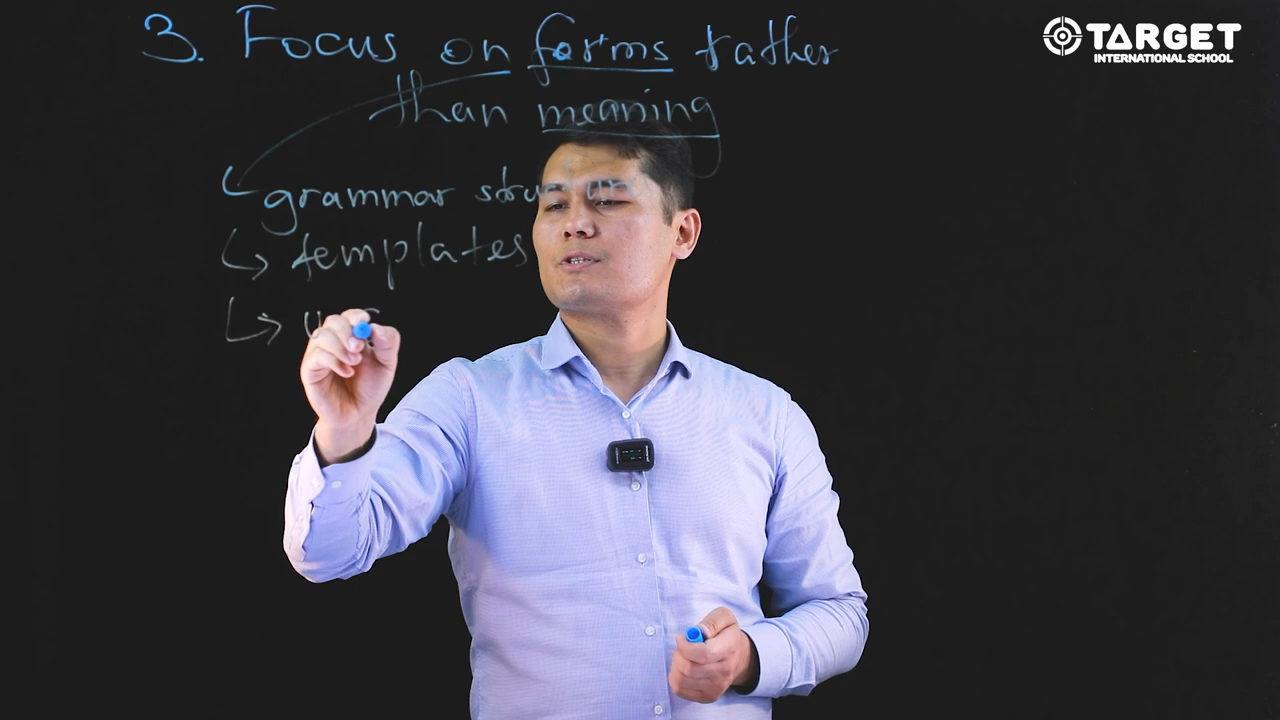 3. Focus on forms rather
than meaning
grammar
templates
TARGET
INTERNATIONAL SCHOOL